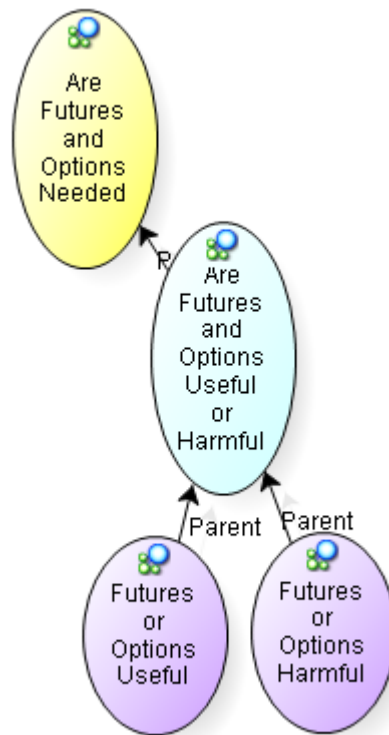 Are
Futures
and
Options
Needed
Are
Futures
and
Options
Useful
or
Harmful
Parent
Parent
Futures
or
Options
Useful
Futures
or
Options
Harmful